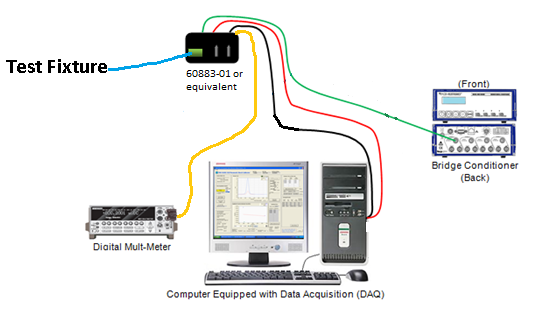 Test Fixture
60883-01 or
equivalent
(Front)
Bridge Conditioner
(Back)
Digital Mult-Meter
Computer Equipped with Data Acquisition (DAQ)